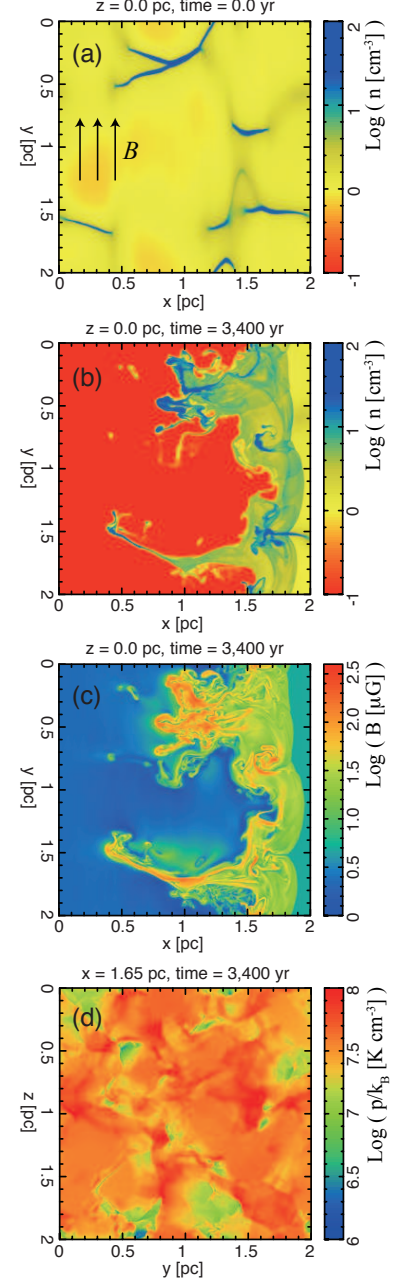 z = 0.0 pc, time = 0.0 yr
(a)
B
0
0.5
1
1.5
2
y [pc]
0
0.5
1
1.5
2
x [pc]
2
1
0
-1
Log ( n [cm-3] )
z = 0.0 pc, time = 3,400 yr
(b)
0
0.5
1
1.5
2
y [pc]
0
0.5
1
1.5
2
x [pc]
2
1
0
-1
Log ( n [cm-3] )
z = 0.0 pc, time = 3,400 yr
(c)
0
0.5
1
1.5
2
y [pc]
0
0.5
1
1.5
2
x [pc]
2.5
2.0
1.5
1.0
0.5
0
Log ( B [μG] )
x = 1.65 pc, time = 3,400 yr
(d)
0
0.5
1
1.5
2
z [pc]
0
0.5
1
1.5
2
y [pc]
8
7.5
7
6.5
6
Log ( p/kB [K cm-3] )